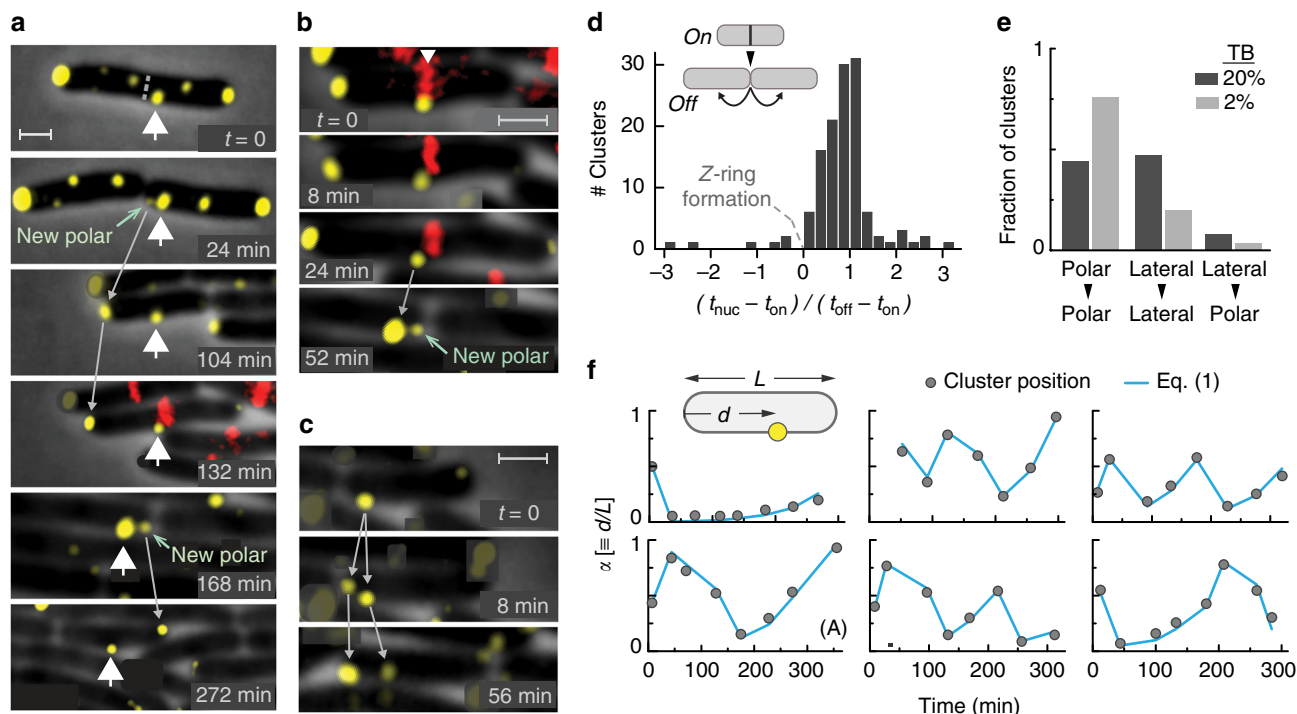 a
t = 0
New polar
24 min
104 min
132 min
New polar
168 min
272 min
b
t = 0
8 min
24 min
52 min
New polar
c
t = 0
8 min
56 min
d
On
Off
# Clusters
30
20
10
0
Z-ring
formation
−3 −2 −1 0 1 2 3
(t_nuc − t_on) / (t_off − t_on)
e
Fraction of clusters
1
0
TB
20%
2%
Polar Lateral Lateral
Polar Lateral Polar
f
L
d
Cluster position
Eq. (1)
α [≡ d/L]
1
0
1
0
(A)
0 100 200 300
0 100 200 300
0 100 200 300
Time (min)